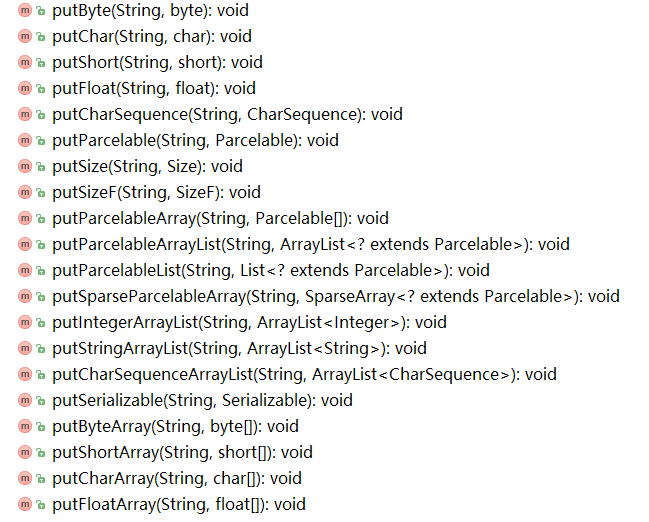 putByte(String, byte): void
putChar(String, char): void
putShort(String, short): void
putFloat(String, float): void
putCharSequence(String, CharSequence): void
putParcelable(String, Parcelable): void
putSize(String, Size): void
putSizeF(String, SizeF): void
putParcelableArray(String, Parcelable[]): void
putParcelableArrayList(String, ArrayList<? extends Parcelable>): void
putParcelableList(String, List<? extends Parcelable>): void
putSparseParcelableArray(String, SparseArray<? extends Parcelable>): void
putIntegerArrayList(String, ArrayList<Integer>): void
putStringArrayList(String, ArrayList<String>): void
putCharSequenceArrayList(String, ArrayList<CharSequence>): void
putSerializable(String, Serializable): void
putByteArray(String, byte[]): void
putShortArray(String, short[]): void
putCharArray(String, char[]): void
putFloatArray(String, float[]): void